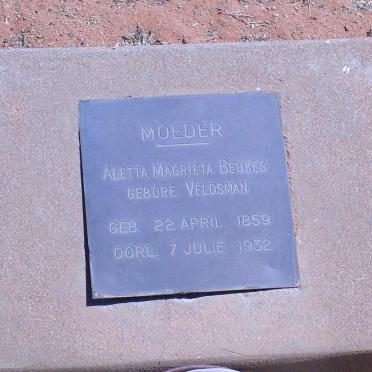 MOEDER
ALETTA MAGRIETA BEUKES
GEBORE VELDSMAN
GEB. 22 APRIL 1859
OORL. 7 JULIE 1932